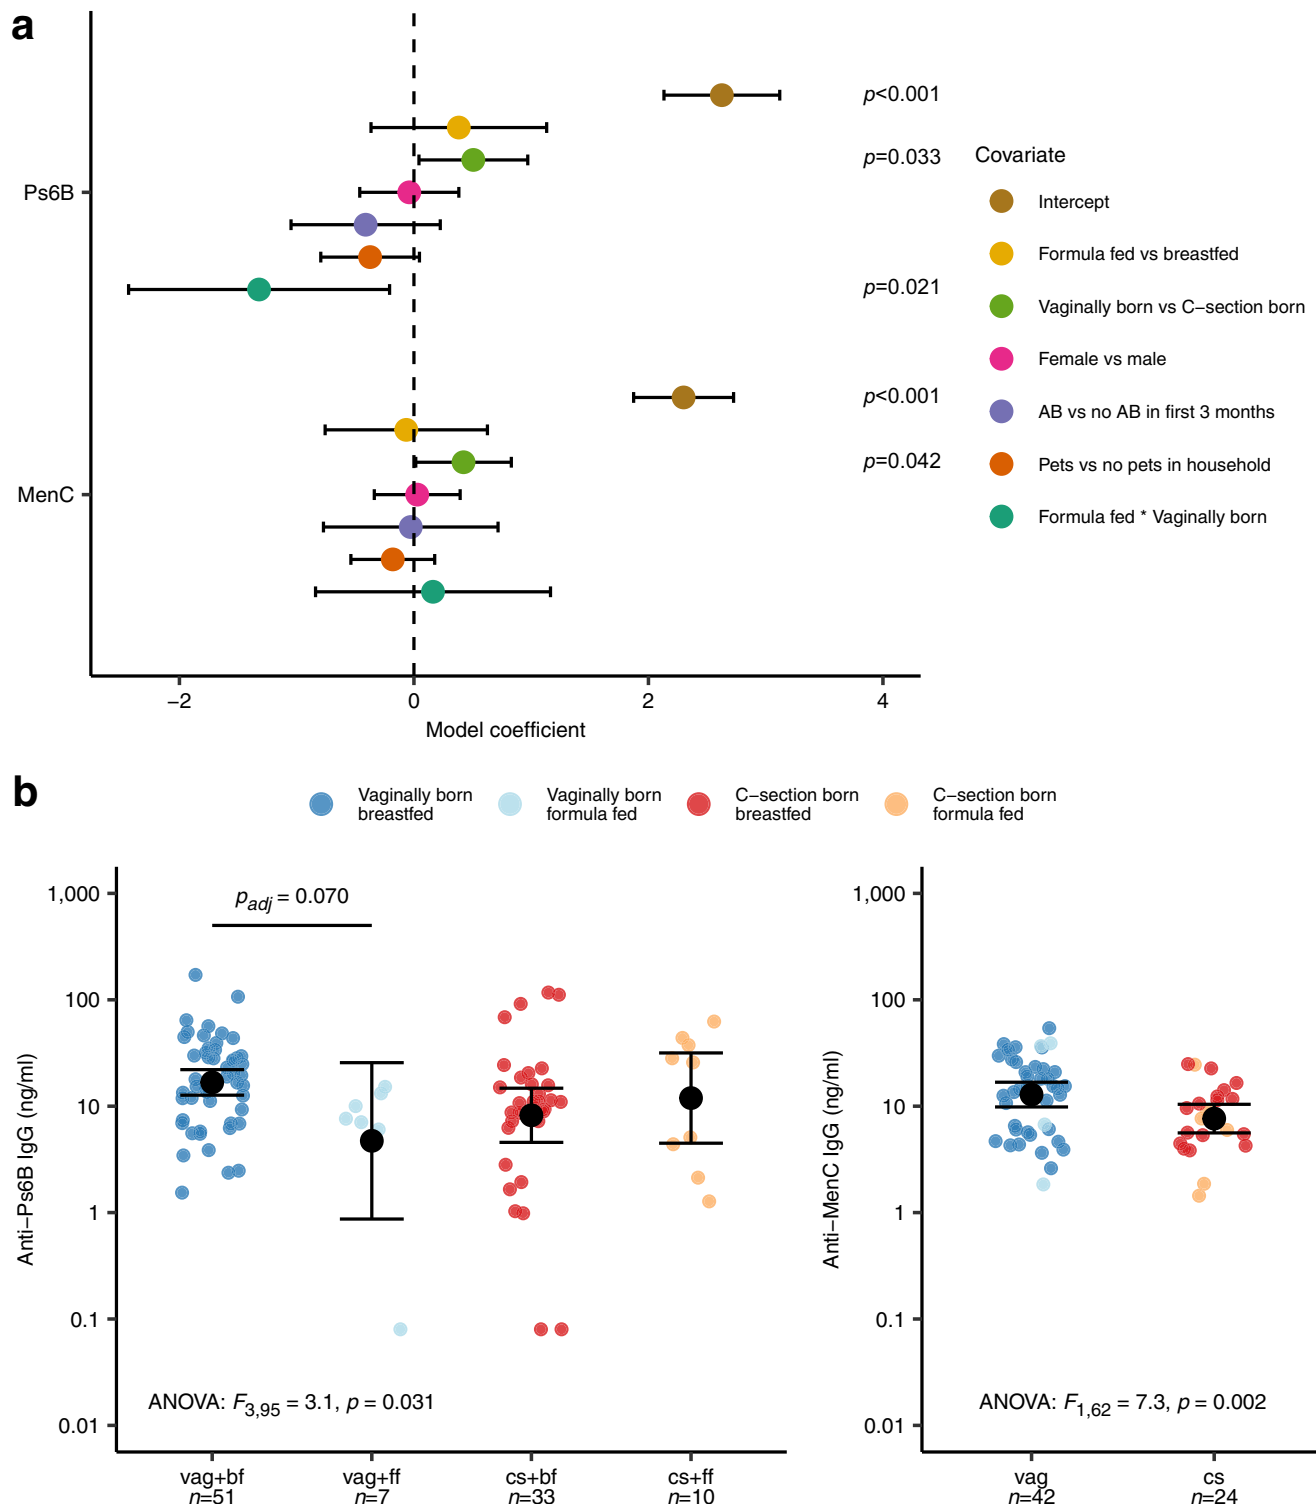 a
p<0.001
p=0.033
Ps6B
p=0.021
p<0.001
p=0.042
MenC
Covariate
Intercept
Formula fed vs breastfed
Vaginally born vs C−section born
Female vs male
AB vs no AB in first 3 months
Pets vs no pets in household
Formula fed * Vaginally born
−2 0 2 4
Model coefficient
b
Vaginally born
breastfed
Vaginally born
formula fed
C−section born
breastfed
C−section born
formula fed
Anti−Ps6B IgG (ng/ml)
1,000
100
10
1
0.1
0.01
padj = 0.070
ANOVA: F3,95 = 3.1, p = 0.031
vag+bf
n=51
vag+ff
n=7
cs+bf
n=33
cs+ff
n=10
Anti−MenC IgG (ng/ml)
1,000
100
10
1
0.1
0.01
ANOVA: F1,62 = 7.3, p = 0.002
vag
n=42
cs
n=24